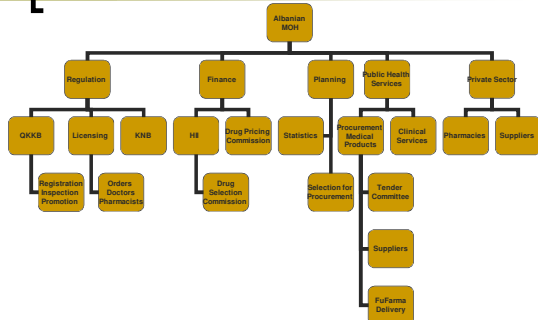 Albanian
MOH
Regulation
Finance
Planning
Public Health
Services
Private Sector
QKKB
Licensing
KNB
HII
Drug Pricing
Commission
Statistics
Procurement
Medical
Products
Clinical
Services
Pharmacies
Suppliers
Registration
Inspection
Promotion
Orders
Doctors
Pharmacists
Drug
Selection
Commission
Selection for
Procurement
Tender
Committee
Suppliers
FuFarma
Delivery